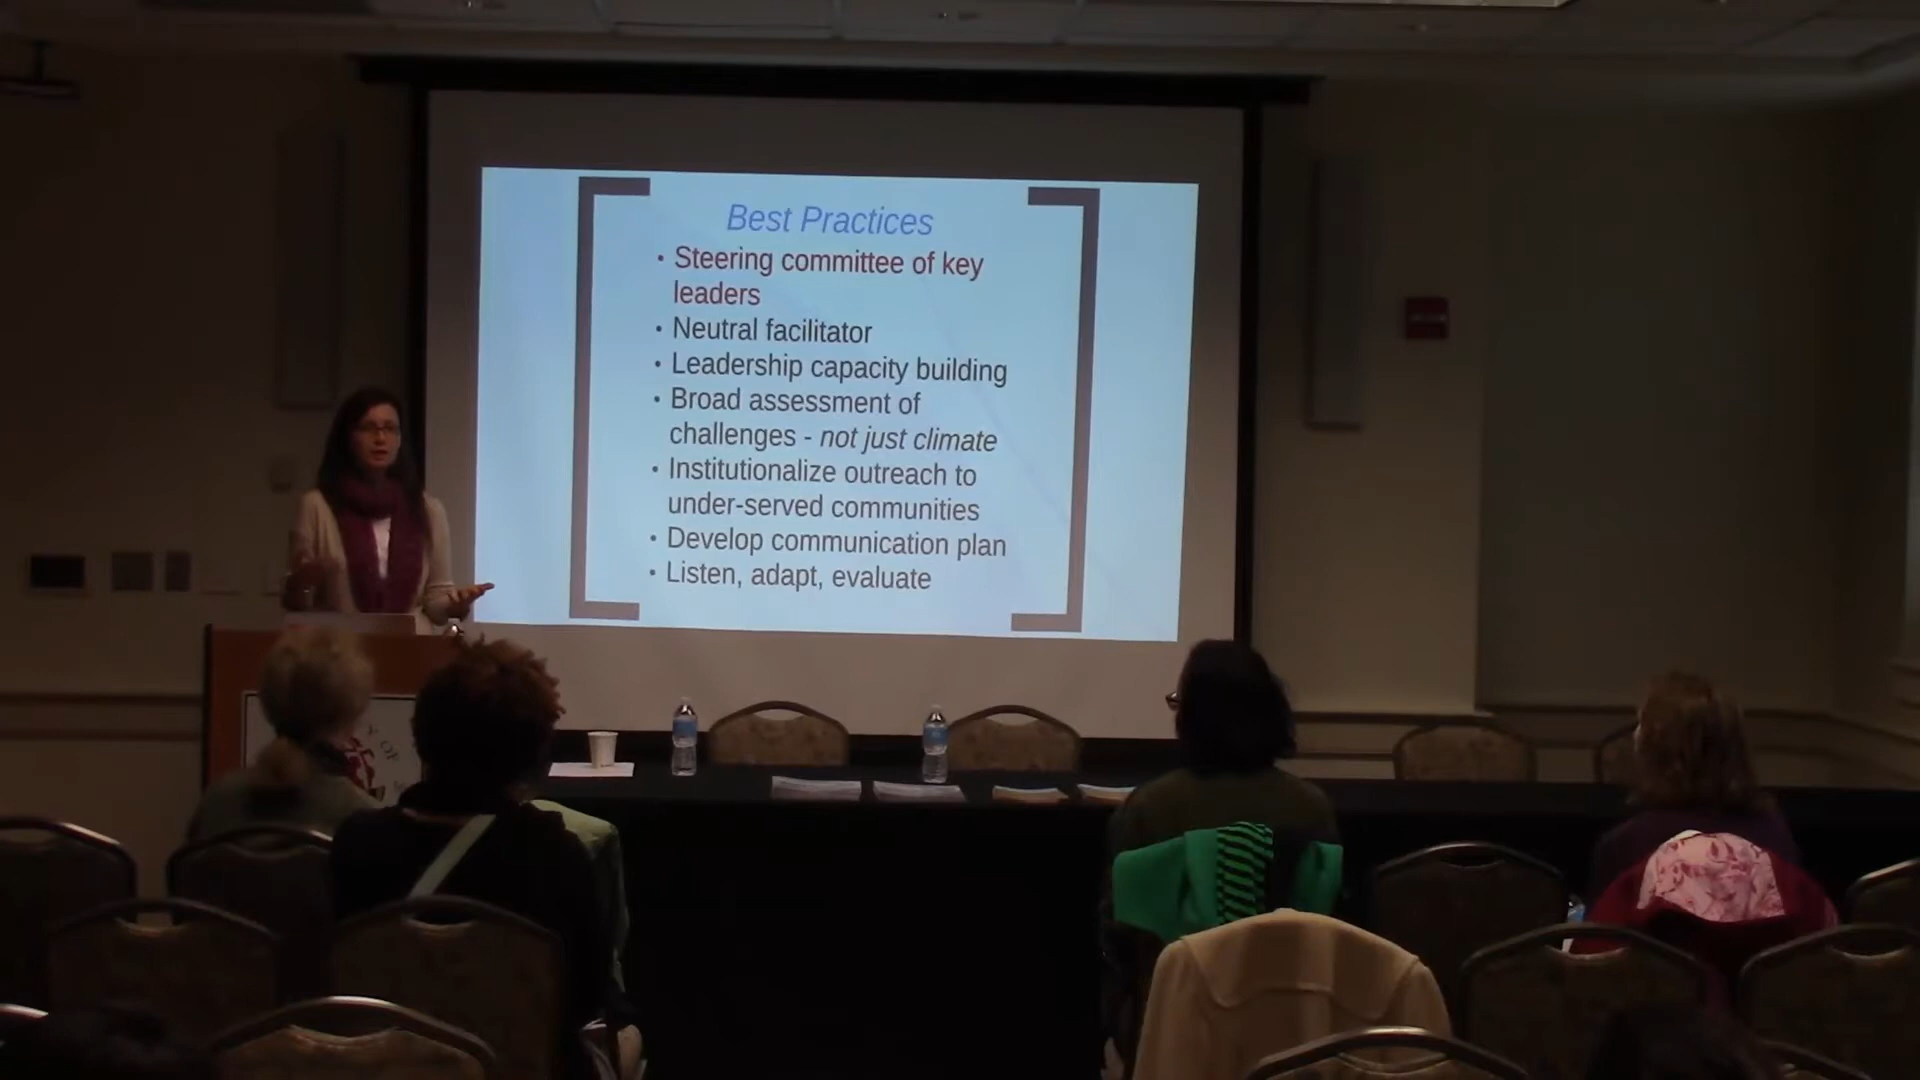 Best Practices
• Steering committee of key
leaders
• Neutral facilitator
• Leadership capacity building
• Broad assessment of
challenges - not just climate
• Institutionalize outreach to
under-served communities
• Develop communication plan
• Listen, adapt, evaluate
OF